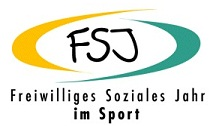 FSJ
Freiwilliges Soziales Jahr
im Sport